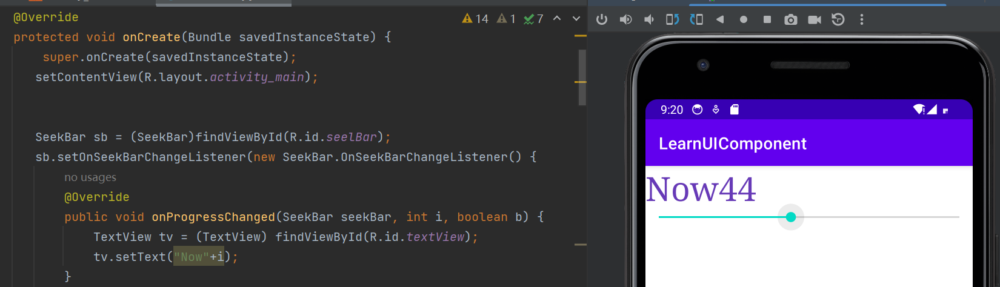 @Override
14 1 7
protected void onCreate(Bundle savedInstanceState) {
super.onCreate(savedInstanceState);
setContentView(R.layout.activity_main);
SeekBar sb = (SeekBar)findViewById(R.id.seelBar);
sb.setOnSeekBarChangeListener(new SeekBar.OnSeekBarChangeListener() {
no usages
@Override
public void onProgressChanged(SeekBar seekBar, int i, boolean b) {
TextView tv = (TextView) findViewById(R.id.textView);
tv.setText("Now"+i);
}
9:20
LearnUIComponent
Now44